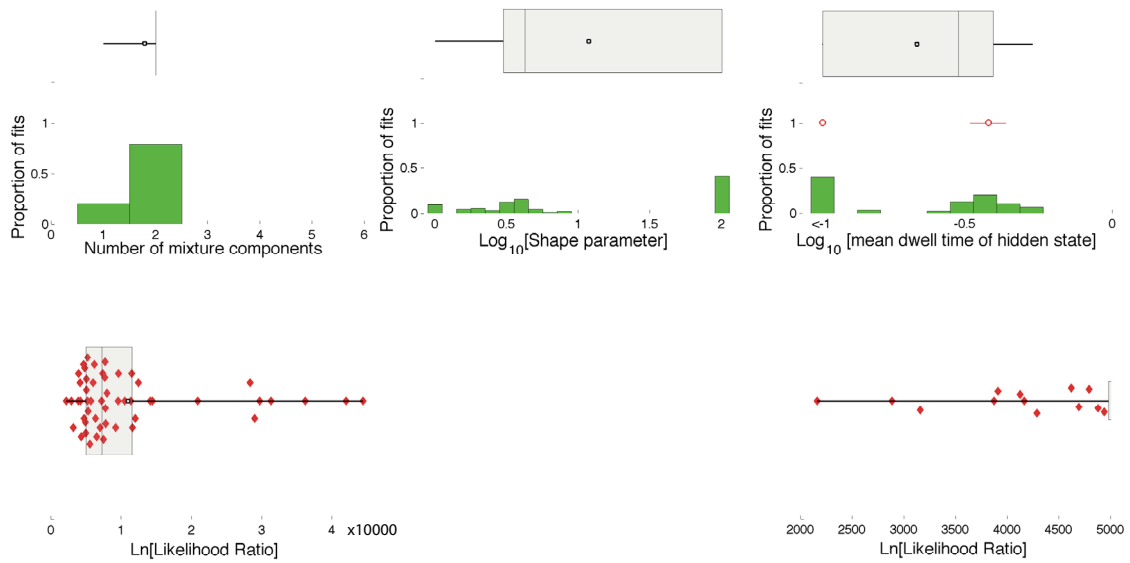 Proportion of fits
1
0.5
0
0 1 2 3 4 5 6
Number of mixture components
Proportion of fits
1
0.5
0
0 0.5 1 1.5 2
Log10[Shape parameter]
Proportion of fits
1
0.5
0
<-1 -0.5 0
Log10 [mean dwell time of hidden state]
0 1 2 3 4 x10000
Ln[Likelihood Ratio]
2000 2500 3000 3500 4000 4500 5000
Ln[Likelihood Ratio]